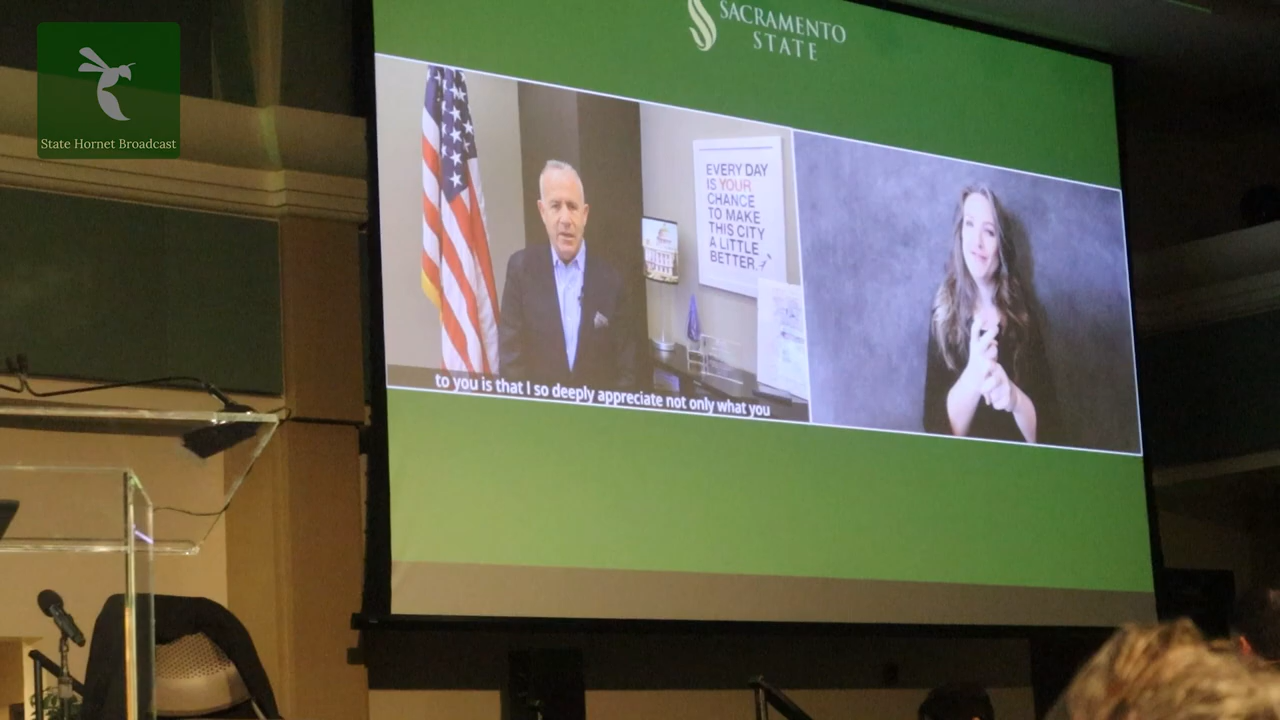 State Hornet Broadcast
SACRAMENTO
STATE
EVERY DAY
IS YOUR
CHANCE
TO MAKE
THIS CITY
A LITTLE
BETTER.
to you is that I so deeply appreciate not only what you